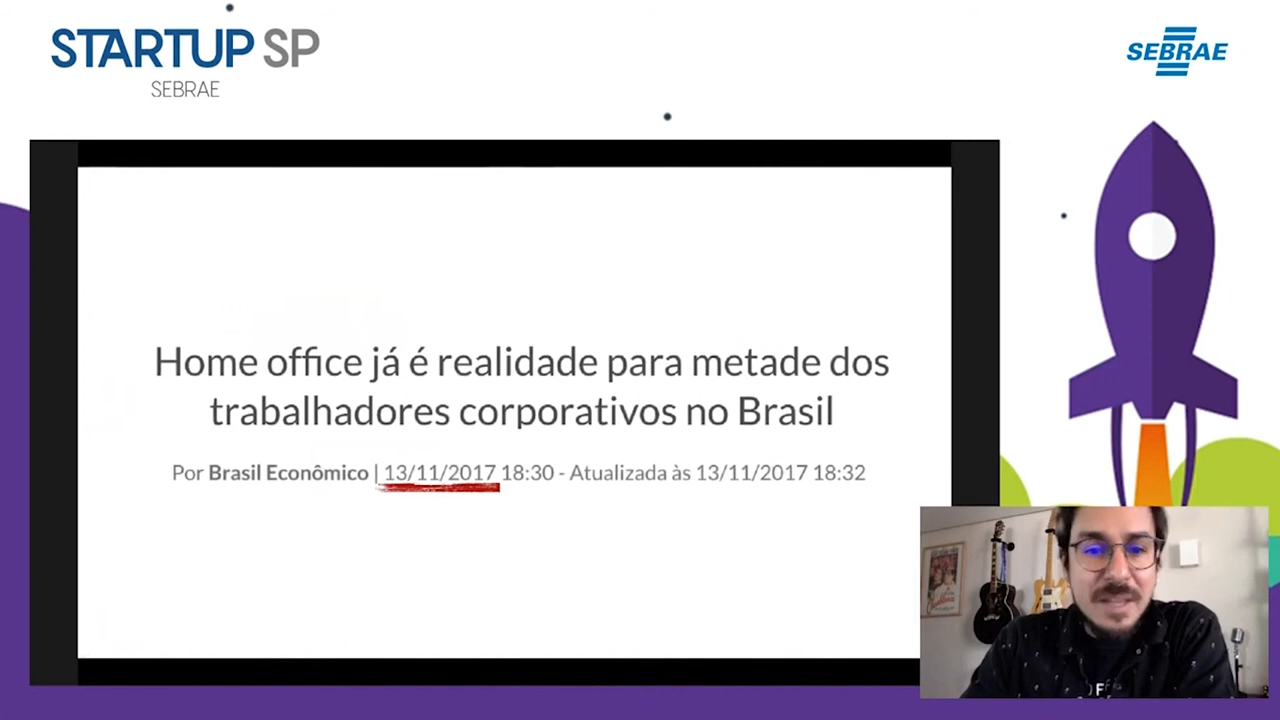 STARTUP SP
SEBRAE
SEBRAE
Home office já é realidade para metade dos
trabalhadores corporativos no Brasil
Por Brasil Econômico | 13/11/2017 18:30 - Atualizada às 13/11/2017 18:32